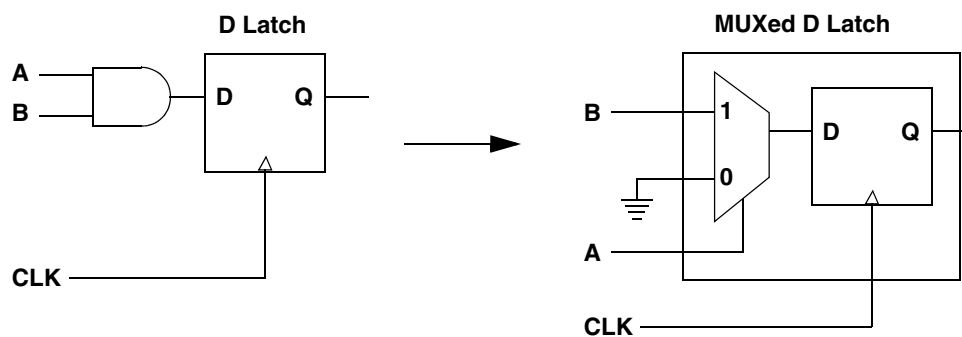 D Latch
A
B
D Q
CLK
MUXed D Latch
B
1
0
A
D Q
CLK